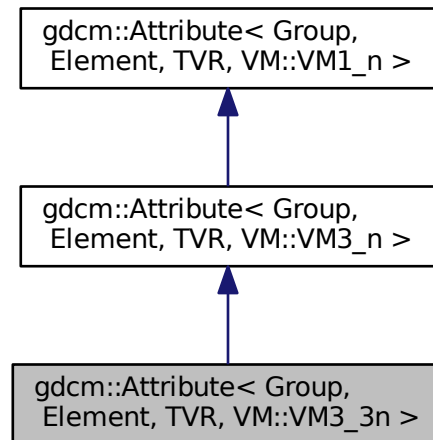 gdcm::Attribute< Group,
Element, TVR, VM::VM1_n >
gdcm::Attribute< Group,
Element, TVR, VM::VM3_n >
gdcm::Attribute< Group,
Element, TVR, VM::VM3_3n >